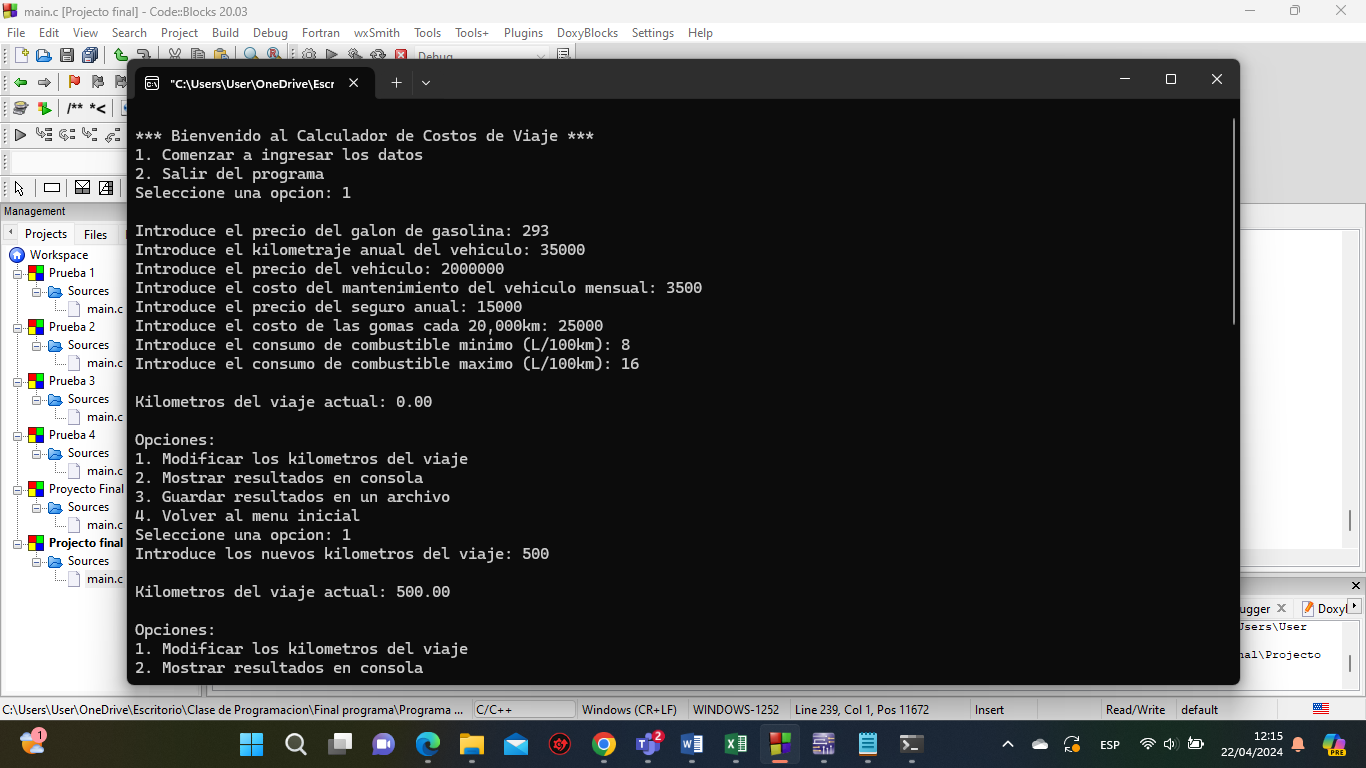 main.c [Projecto final] - Code::Blocks 20.03
File Edit View Search Project Build Debug Fortran wxSmith Tools Tools+ Plugins DoxyBlocks Settings Help
Debug
/** *<
"C:\Users\User\OneDrive\Escr
*** Bienvenido al Calculador de Costos de Viaje ***
1. Comenzar a ingresar los datos
2. Salir del programa
Seleccione una opcion: 1
Introduce el precio del galon de gasolina: 293
Introduce el kilometraje anual del vehiculo: 35000
Introduce el precio del vehiculo: 2000000
Introduce el costo del mantenimiento del vehiculo mensual: 3500
Introduce el precio del seguro anual: 15000
Introduce el costo de las gomas cada 20,000km: 25000
Introduce el consumo de combustible minimo (L/100km): 8
Introduce el consumo de combustible maximo (L/100km): 16
Kilometros del viaje actual: 0.00
Opciones:
1. Modificar los kilometros del viaje
2. Mostrar resultados en consola
3. Guardar resultados en un archivo
4. Volver al menu inicial
Seleccione una opcion: 1
Introduce los nuevos kilometros del viaje: 500
Kilometros del viaje actual: 500.00
Opciones:
1. Modificar los kilometros del viaje
2. Mostrar resultados en consola
Management
Projects Files
Workspace
Prueba 1
Sources
main.c
Prueba 2
Sources
main.c
Prueba 3
Sources
main.c
Prueba 4
Sources
main.c
Proyecto Final
Sources
main.c
Projecto final
Sources
main.c
ugger Doxyl
Users\User
nal\Projecto
C:\Users\User\OneDrive\Escritorio\Clase de Programacion\Final programa\Programa ... C/C++ Windows (CR+LF) WINDOWS-1252 Line 239, Col 1, Pos 11672 Insert Read/Write default
1
2
ESP
12:15
22/04/2024
PRE